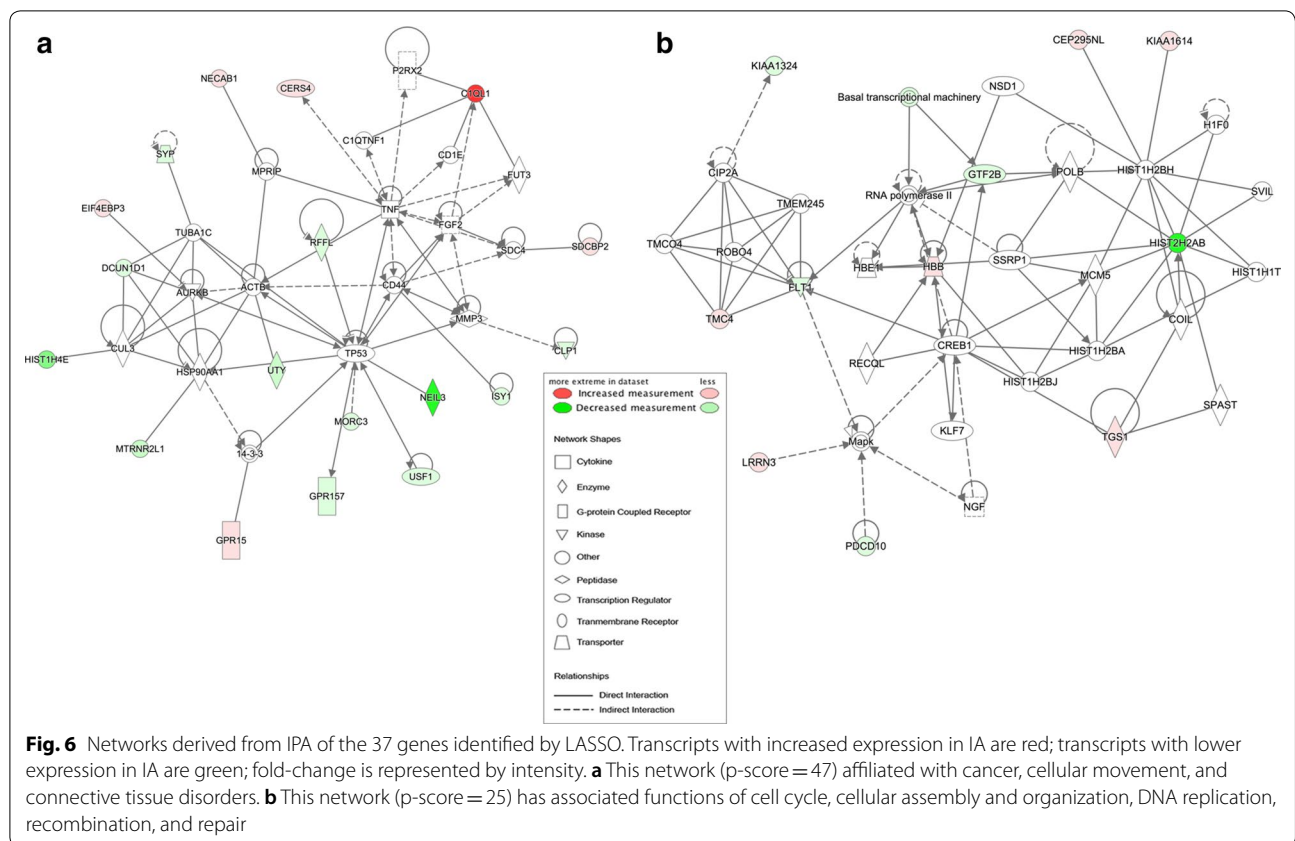 a
P2RX2
NECAB1
CERS4
C1QL1
C1QTNF1
CD1E
SYP
MPRIP
FUT3
EIF4EBP3
TNF
FGF2
TUBA1C
RFFL
SDC4
SDCBP2
DCUN1D1
AURKB
ACTB
CD44
MMP3
CUL3
TP53
CLP1
HIST1H4E
HSP90AA1
UTY
NEIL3
ISY1
MORC3
MTRNR2L1
14-3-3
USF1
GPR157
GPR15
b
CEP295NL
KIAA1614
KIAA1324
Basal transcriptional machinery
NSD1
H1F0
CIP2A
GTF2B
POLB
HIST1H2BH
RNA polymerase II
SVIL
TMEM245
TMCO4
ROBO4
HBE1
HBB
SSRP1
HIST2H2AB
MCM5
HIST1H1T
FLT1
TMC4
COIL
CREB1
HIST1H2BA
RECQL
HIST1H2BJ
SPAST
KLF7
Mapk
TGS1
LRRN3
NGF
PDCD10
more extreme in dataset less
Increased measurement
Decreased measurement
Network Shapes
Cytokine
Enzyme
G-protein Coupled Receptor
Kinase
Other
Peptidase
Transcription Regulator
Tranmembrane Receptor
Transporter
Relationships
Direct Interaction
Indirect Interaction
Fig. 6 Networks derived from IPA of the 37 genes identified by LASSO. Transcripts with increased expression in IA are red; transcripts with lower
expression in IA are green; fold-change is represented by intensity. a This network (p-score = 47) affiliated with cancer, cellular movement, and
connective tissue disorders. b This network (p-score = 25) has associated functions of cell cycle, cellular assembly and organization, DNA replication,
recombination, and repair